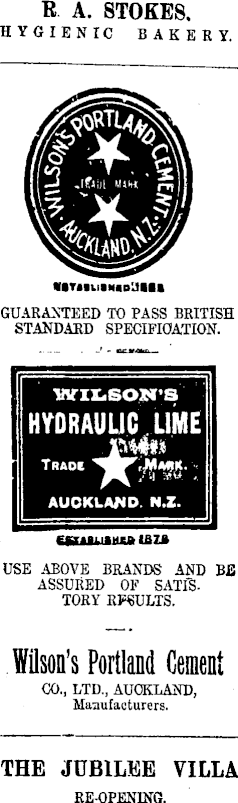 R. A. STOKES.
HYGIENIC BAKERY.
WILSON'S PORTLAND CEMENT
TRADE MARK
AUCKLAND, N.Z.
GUARANTEED TO PASS BRITISH
STANDARD SPECIFICATION.
WILSON'S
HYDRAULIC LIME
TRADE MARK.
AUCKLAND. N.Z.
ESTABLISHED 1878
USE ABOVE BRANDS AND BE
ASSURED OF SATIS-
TORY RESULTS.
Wilson's Portland Cement
CO., LTD., AUCKLAND,
Manufacturers.
THE JUBILEE VILLA
RE-OPENING.